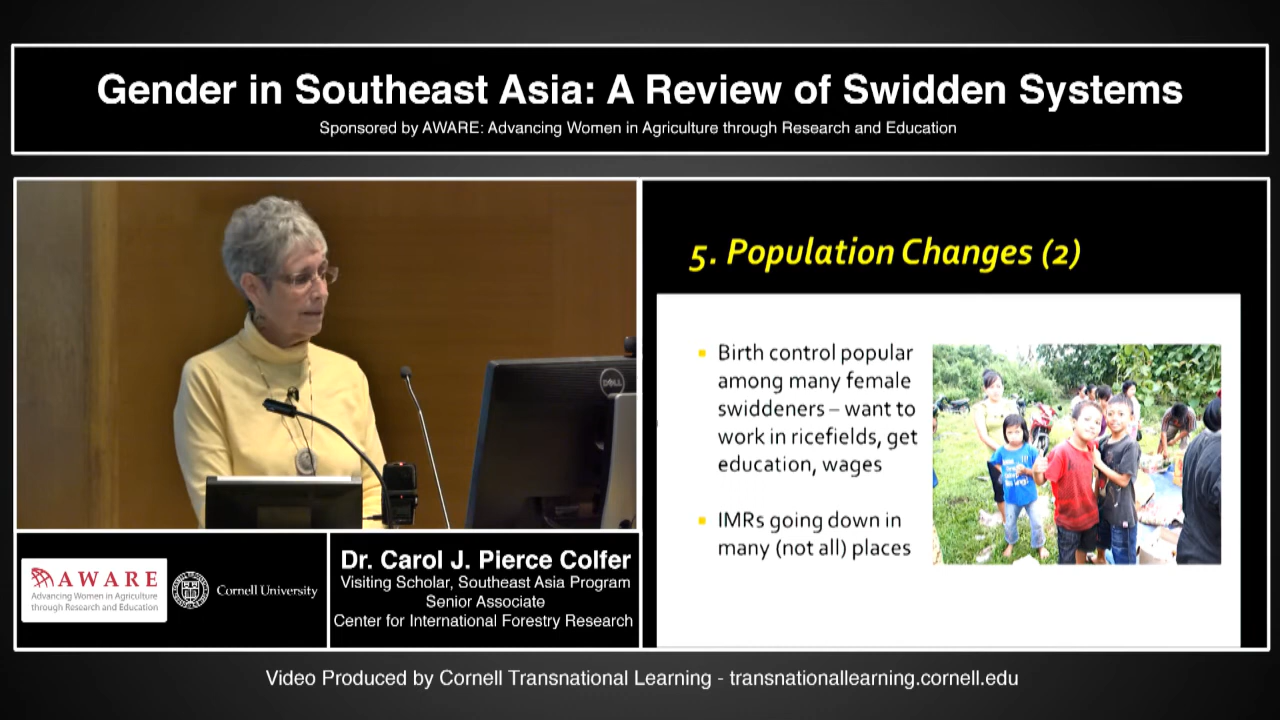 Gender in Southeast Asia: A Review of Swidden Systems
Sponsored by AWARE: Advancing Women in Agriculture through Research and Education
5. Population Changes (2)
▪ Birth control popular
among many female
swiddeners – want to
work in ricefields, get
education, wages
▪ IMRs going down in
many (not all) places
DELL
AWARE
Advancing Women in Agriculture
through Research and Education
Cornell University
Dr. Carol J. Pierce Colfer
Visiting Scholar, Southeast Asia Program
Senior Associate
Center for International Forestry Research
Video Produced by Cornell Transnational Learning - transnationallearning.cornell.edu